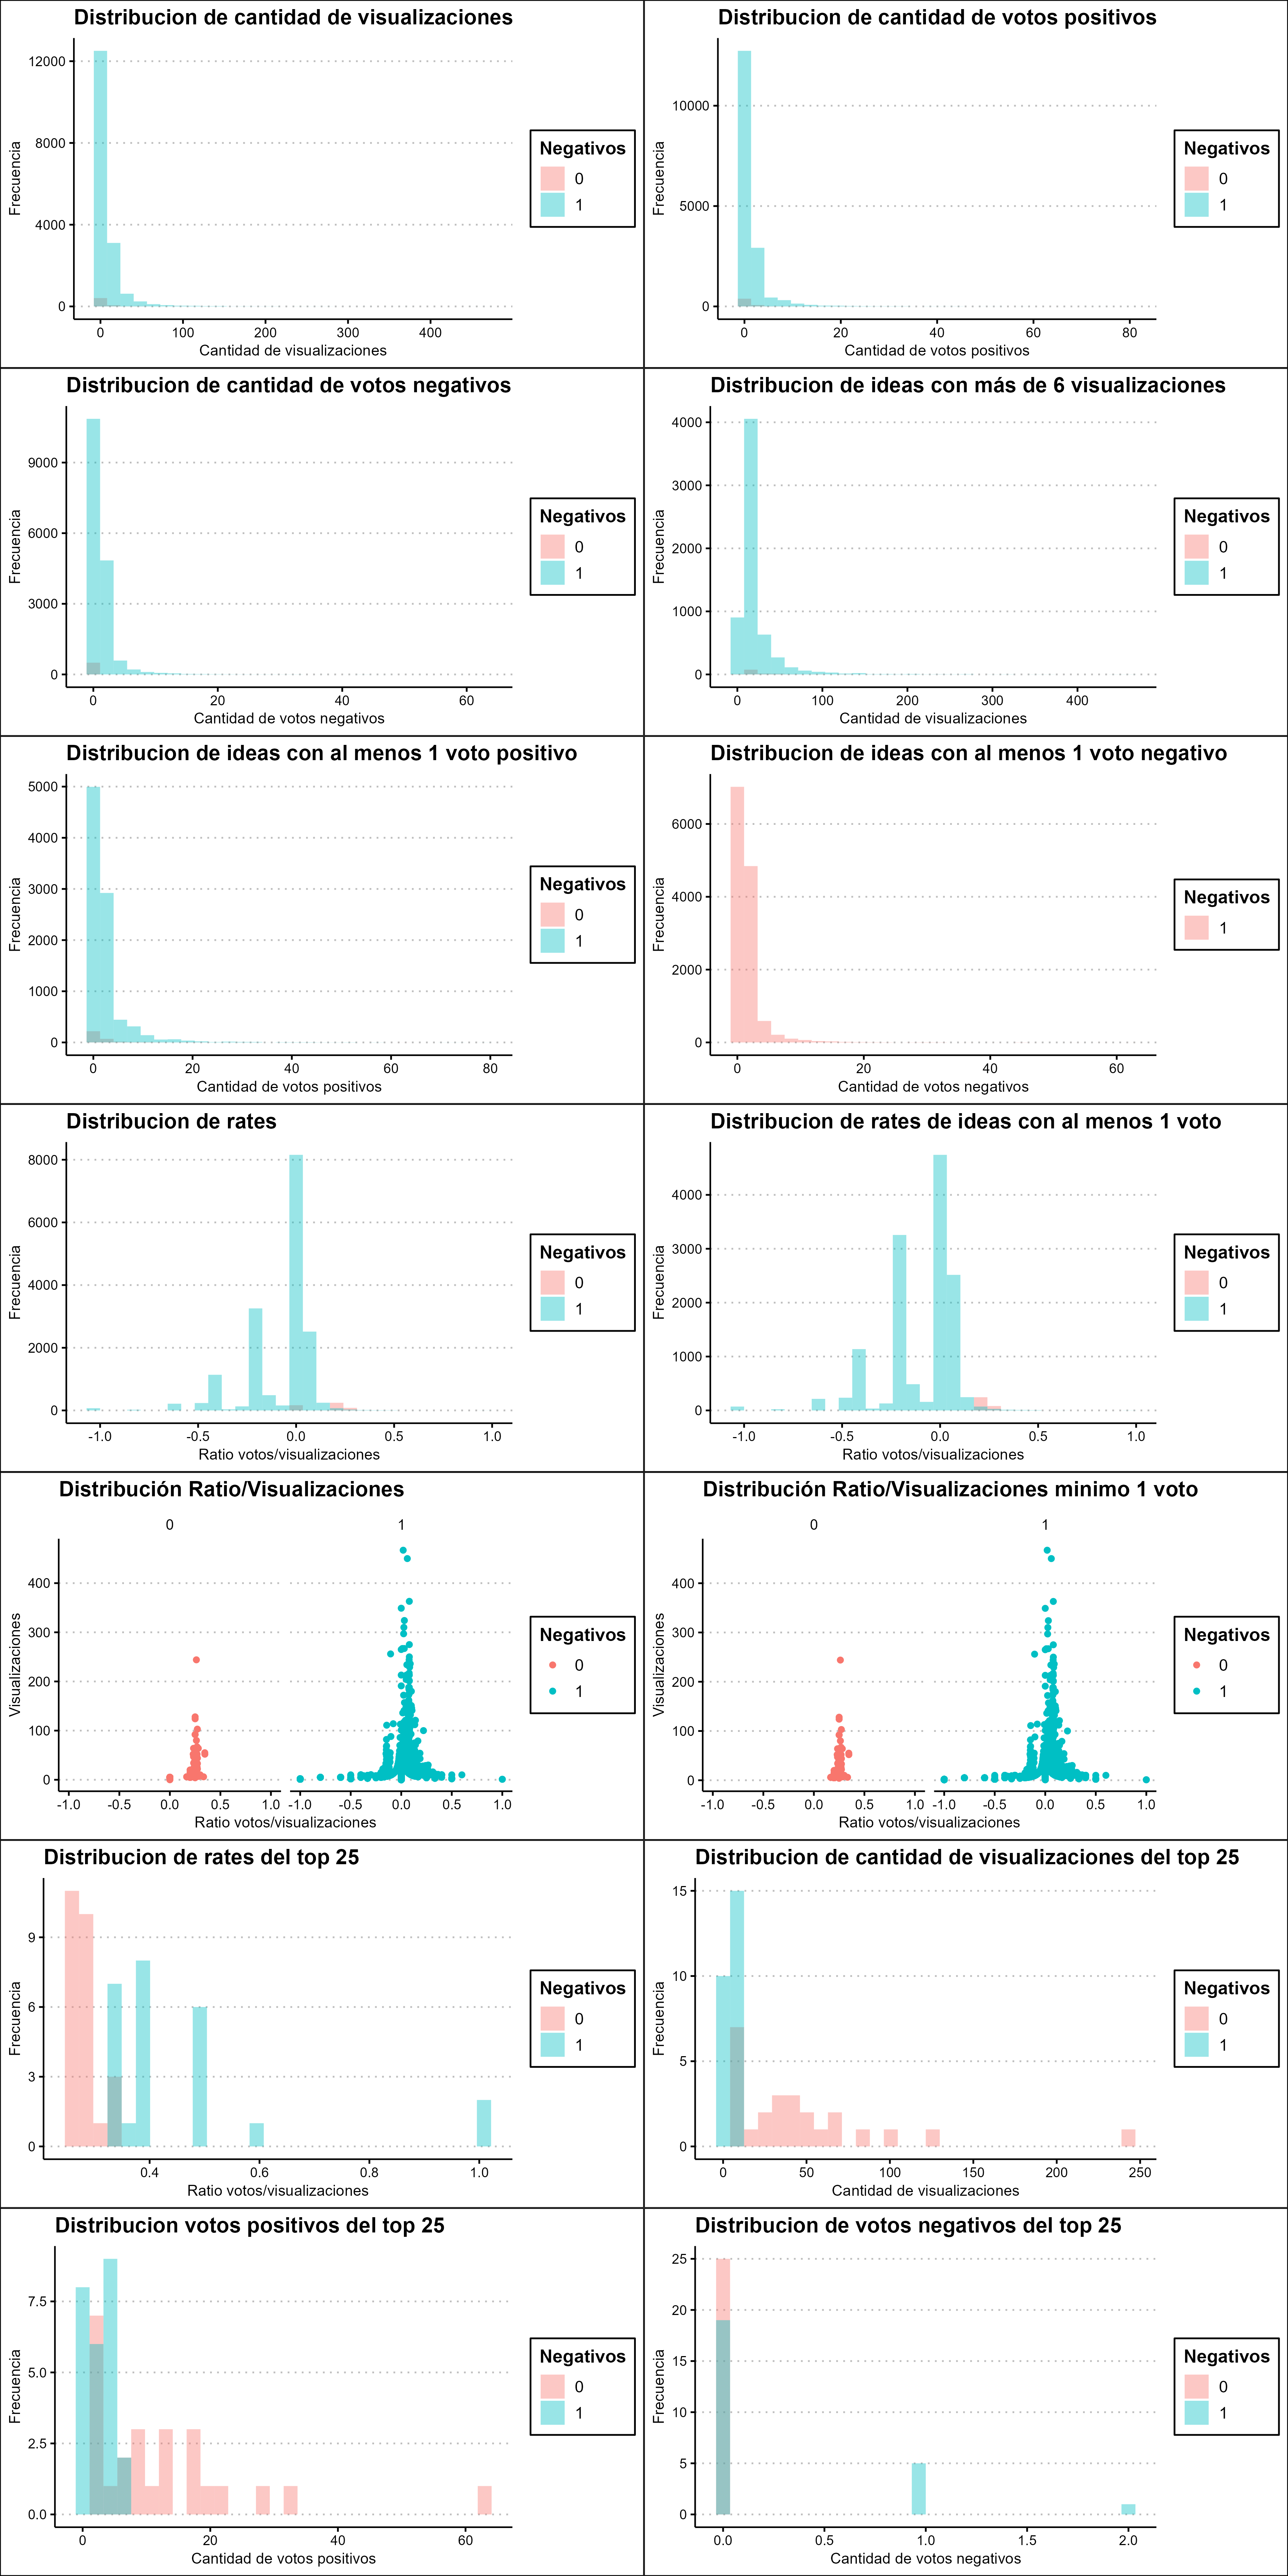 Distribucion de cantidad de visualizaciones
Frecuencia
12000
8000
4000
0
0 100 200 300 400
Cantidad de visualizaciones
Negativos
0
1
Distribucion de cantidad de votos positivos
Frecuencia
10000
5000
0
0 20 40 60 80
Cantidad de votos positivos
Negativos
0
1
Distribucion de cantidad de votos negativos
Frecuencia
9000
6000
3000
0
0 20 40 60
Cantidad de votos negativos
Negativos
0
1
Distribucion de ideas con más de 6 visualizaciones
Frecuencia
4000
3000
2000
1000
0
0 100 200 300 400
Cantidad de visualizaciones
Negativos
0
1
Distribucion de ideas con al menos 1 voto positivo
Frecuencia
5000
4000
3000
2000
1000
0
0 20 40 60 80
Cantidad de votos positivos
Negativos
0
1
Distribucion de ideas con al menos 1 voto negativo
Frecuencia
6000
4000
2000
0
0 20 40 60
Cantidad de votos negativos
Negativos
1
Distribucion de rates
Frecuencia
8000
6000
4000
2000
0
-1.0 -0.5 0.0 0.5 1.0
Ratio votos/visualizaciones
Negativos
0
1
Distribucion de rates de ideas con al menos 1 voto
Frecuencia
4000
3000
2000
1000
0
-1.0 -0.5 0.0 0.5 1.0
Ratio votos/visualizaciones
Negativos
0
1
Distribución Ratio/Visualizaciones
0 1
Visualizaciones
400
300
200
100
0
-1.0 -0.5 0.0 0.5 1.0 -1.0 -0.5 0.0 0.5 1.0
Ratio votos/visualizaciones
Negativos
0
1
Distribución Ratio/Visualizaciones minimo 1 voto
0 1
Visualizaciones
400
300
200
100
0
-1.0 -0.5 0.0 0.5 1.0 -1.0 -0.5 0.0 0.5 1.0
Ratio votos/visualizaciones
Negativos
0
1
Distribucion de rates del top 25
Frecuencia
9
6
3
0
0.4 0.6 0.8 1.0
Ratio votos/visualizaciones
Negativos
0
1
Distribucion de cantidad de visualizaciones del top 25
Frecuencia
15
10
5
0
0 50 100 150 200 250
Cantidad de visualizaciones
Negativos
0
1
Distribucion votos positivos del top 25
Frecuencia
7.5
5.0
2.5
0.0
0 20 40 60
Cantidad de votos positivos
Negativos
0
1
Distribucion de votos negativos del top 25
Frecuencia
25
20
15
10
5
0
0.0 0.5 1.0 1.5 2.0
Cantidad de votos negativos
Negativos
0
1